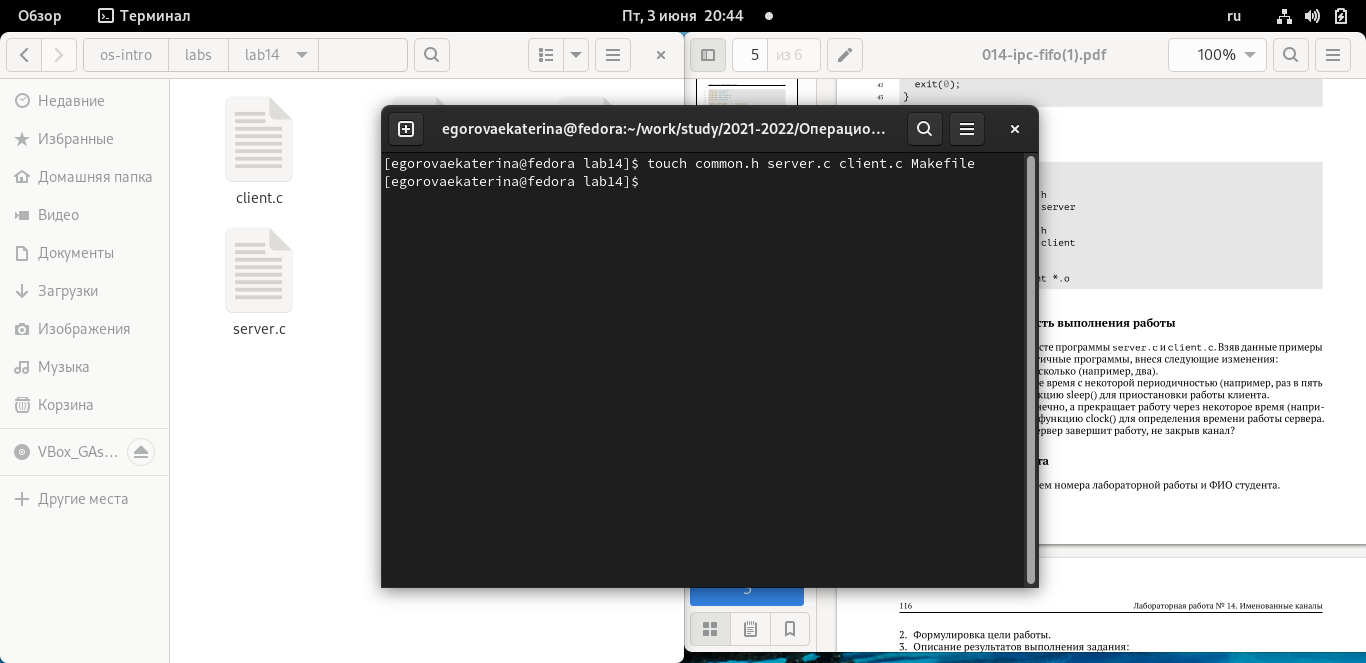 Обзор Терминал Пт, 3 июня 20:44 ru
os-intro labs lab14
5 из 6 014-ipc-fifo(1).pdf 100%
Недавние
Избранные
Домашняя папка
Видео
Документы
Загрузки
Изображения
Музыка
Корзина
VBox_GAs...
Другие места
client.c
server.c
egorovaekaterina@fedora:~/work/study/2021-2022/Операцио...
[egorovaekaterina@fedora lab14]$ touch common.h server.c client.c Makefile
[egorovaekaterina@fedora lab14]$
42 exit(0);
43 }
h
server
h
client
nt *.o
сть выполнения работы
сте программы server.c и client.c. Взяв данные примеры
гичные программы, внеся следующие изменения:
сколько (например, два).
е время с некоторой периодичностью (например, раз в пять
кцию sleep() для приостановки работы клиента.
нечно, а прекращает работу через некоторое время (напри-
функцию clock() для определения времени работы сервера.
ервер завершит работу, не закрыв канал?
та
ем номера лабораторной работы и ФИО студента.
5
116 Лабораторная работа № 14. Именованные каналы
2. Формулировка цели работы.
3. Описание результатов выполнения задания: